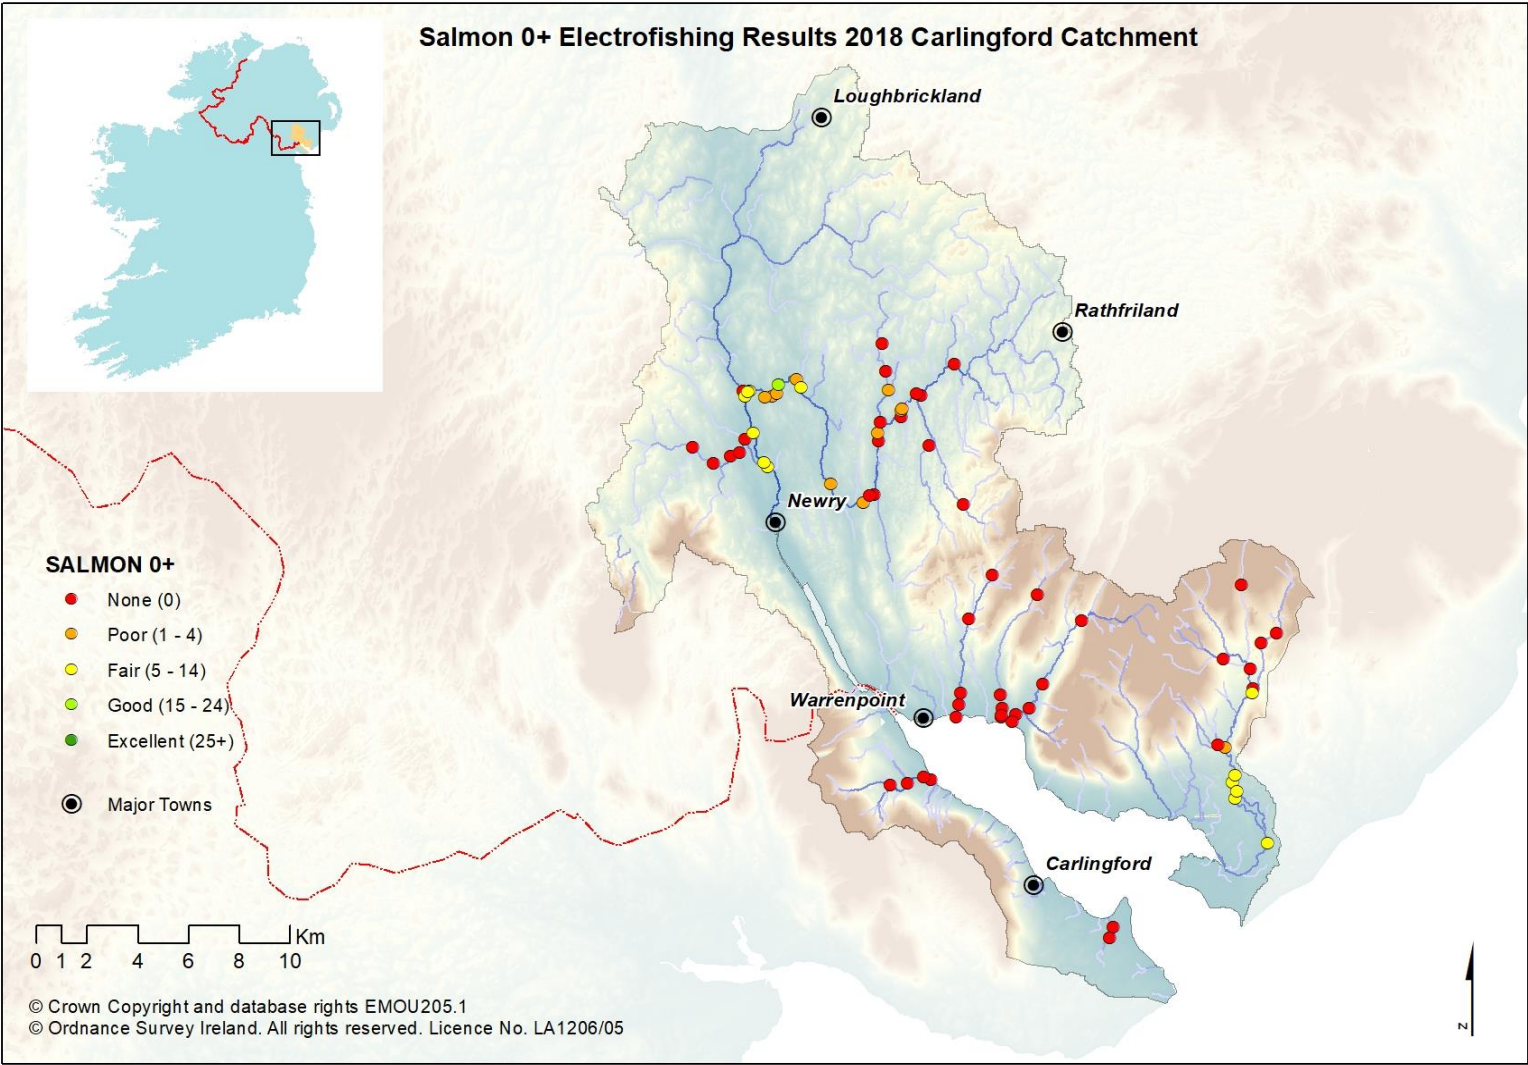 Salmon 0+ Electrofishing Results 2018 Carlingford Catchment
Loughbrickland
Rathfriland
Newry
Warrenpoint
Carlingford
SALMON 0+
None (0)
Poor (1 - 4)
Fair (5 - 14)
Good (15 - 24)
Excellent (25+)
Major Towns
Km
0 1 2 4 6 8 10
© Crown Copyright and database rights EMOU205.1
© Ordnance Survey Ireland. All rights reserved. Licence No. LA1206/05
N